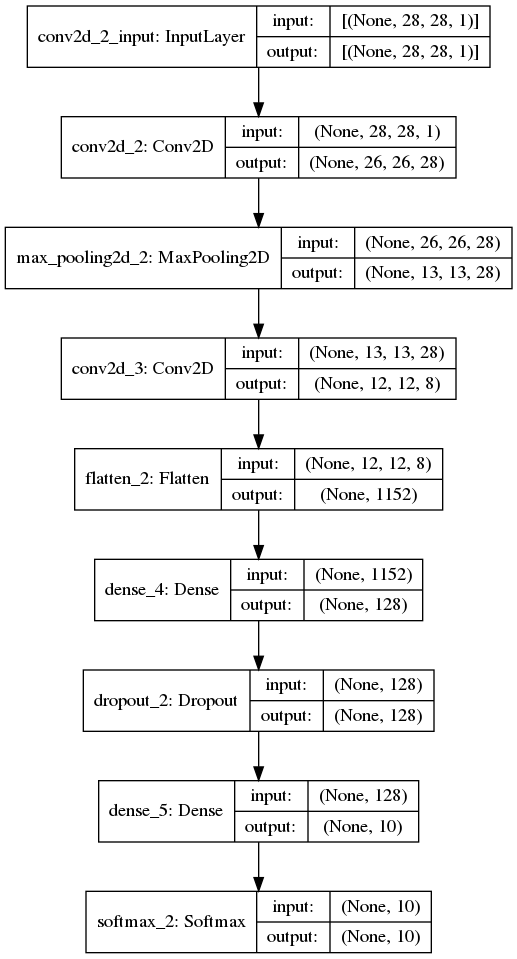 conv2d_2_input: InputLayer
input:
[(None, 28, 28, 1)]
output:
[(None, 28, 28, 1)]
conv2d_2: Conv2D
input:
(None, 28, 28, 1)
output:
(None, 26, 26, 28)
max_pooling2d_2: MaxPooling2D
input:
(None, 26, 26, 28)
output:
(None, 13, 13, 28)
conv2d_3: Conv2D
input:
(None, 13, 13, 28)
output:
(None, 12, 12, 8)
flatten_2: Flatten
input:
(None, 12, 12, 8)
output:
(None, 1152)
dense_4: Dense
input:
(None, 1152)
output:
(None, 128)
dropout_2: Dropout
input:
(None, 128)
output:
(None, 128)
dense_5: Dense
input:
(None, 128)
output:
(None, 10)
softmax_2: Softmax
input:
(None, 10)
output:
(None, 10)